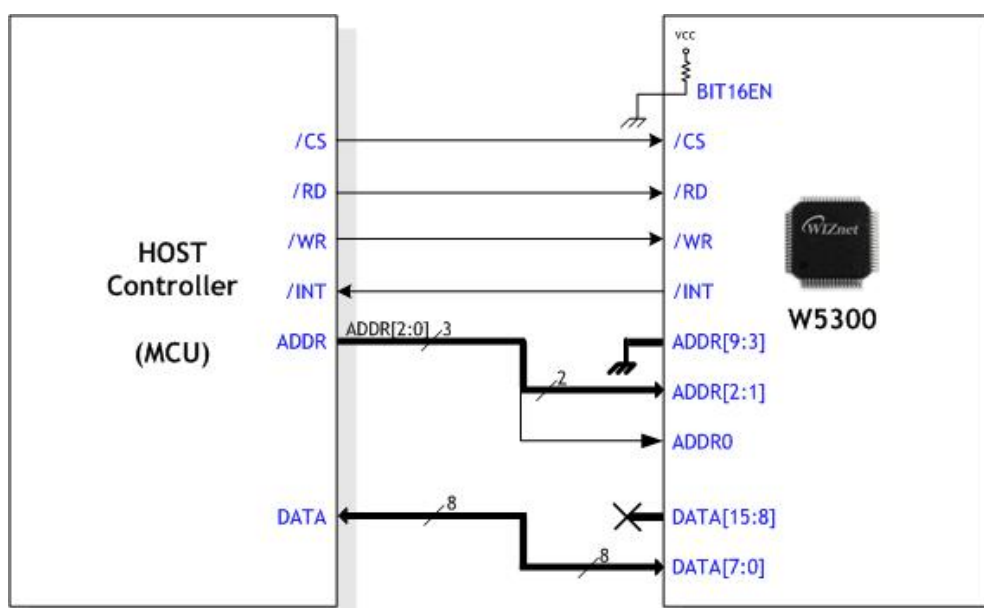 vcc
BIT16EN
/CS
/CS
/RD
/RD
/WR
/WR
HOST
Controller
(MCU)
/INT
/INT
WIZnet
W5300
ADDR
ADDR[2:0]
3
ADDR[9:3]
2
ADDR[2:1]
ADDR0
DATA
8
DATA[15:8]
8
DATA[7:0]